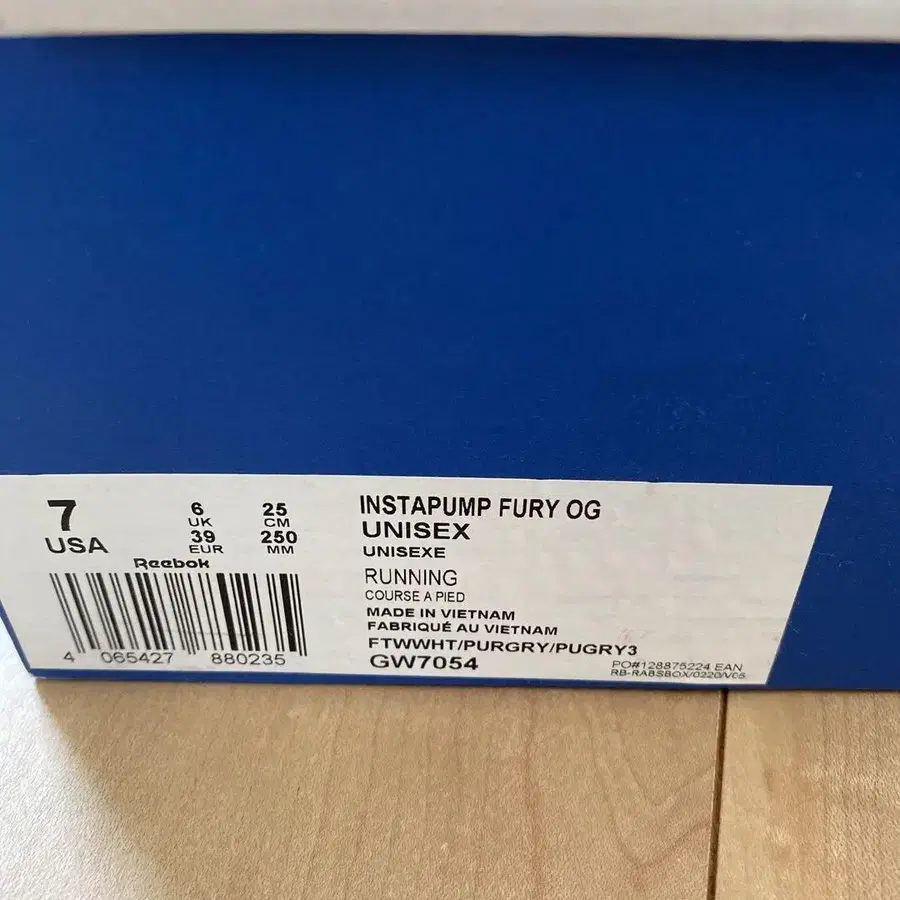 7
USA
6
UK
39
EUR
25
CM
250
MM
Reebok
4 065427 880235
INSTAPUMP FURY OG
UNISEX
UNISEXE
RUNNING
COURSE A PIED
MADE IN VIETNAM
FABRIQUÉ AU VIETNAM
FTWWHT/PURGRY/PUGRY3
GW7054
PO#128875224 EAN
RB-RABSBOX/0220/V05